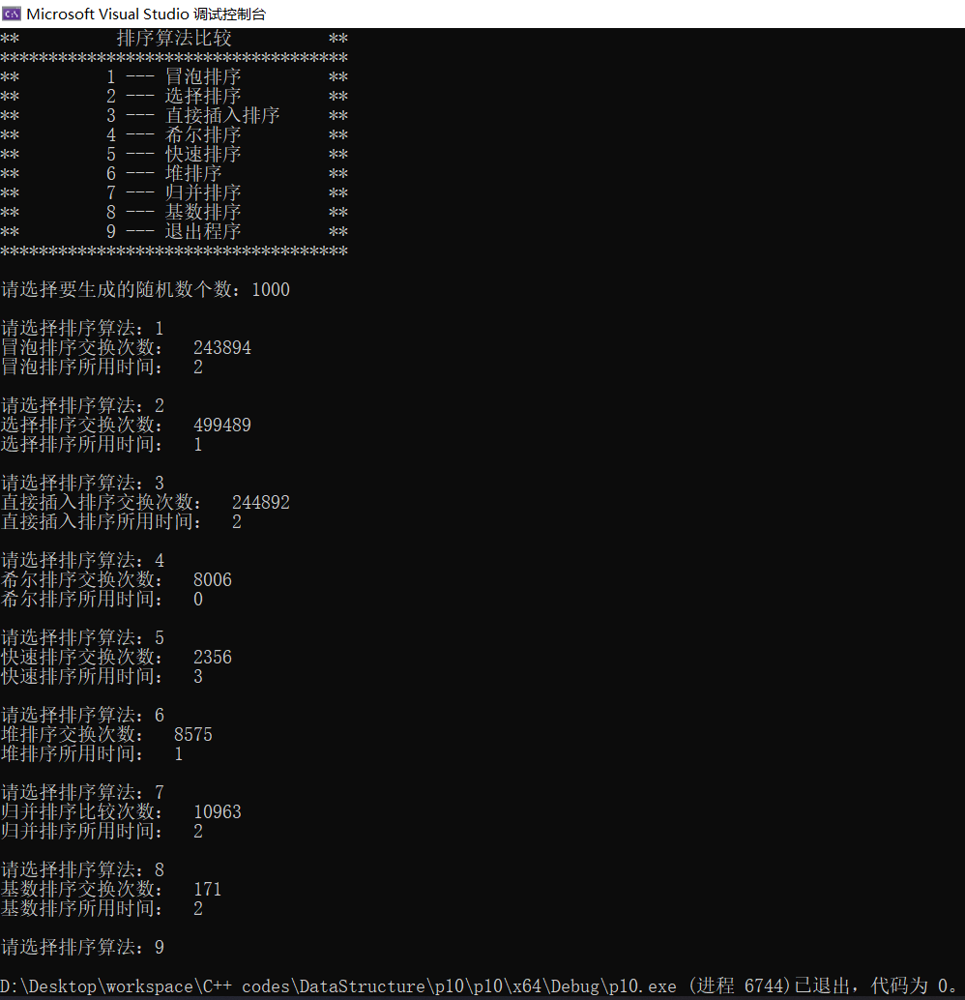 Microsoft Visual Studio 调试控制台
** 排序算法比较 **
************************************
** 1 --- 冒泡排序 **
** 2 --- 选择排序 **
** 3 --- 直接插入排序 **
** 4 --- 希尔排序 **
** 5 --- 快速排序 **
** 6 --- 堆排序 **
** 7 --- 归并排序 **
** 8 --- 基数排序 **
** 9 --- 退出程序 **
************************************
请选择要生成的随机数个数：1000
请选择排序算法：1
冒泡排序交换次数： 243894
冒泡排序所用时间： 2
请选择排序算法：2
选择排序交换次数： 499489
选择排序所用时间： 1
请选择排序算法：3
直接插入排序交换次数： 244892
直接插入排序所用时间： 2
请选择排序算法：4
希尔排序交换次数： 8006
希尔排序所用时间： 0
请选择排序算法：5
快速排序交换次数： 2356
快速排序所用时间： 3
请选择排序算法：6
堆排序交换次数： 8575
堆排序所用时间： 1
请选择排序算法：7
归并排序比较次数： 10963
归并排序所用时间： 2
请选择排序算法：8
基数排序交换次数： 171
基数排序所用时间： 2
请选择排序算法：9
D:\Desktop\workspace\C++ codes\DataStructure\p10\p10\x64\Debug\p10.exe (进程 6744)已退出，代码为 0。